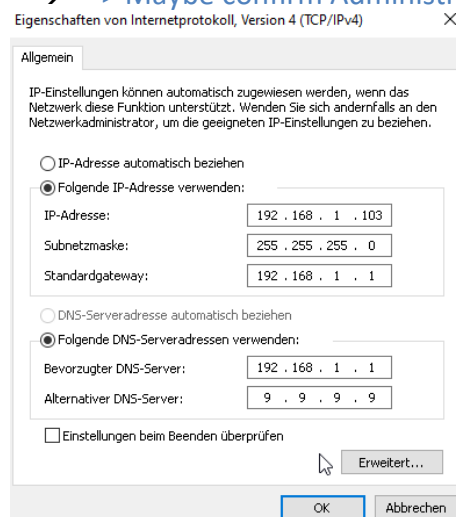 -> Maybe confirm Administr
Eigenschaften von Internetprotokoll, Version 4 (TCP/IPv4)
Allgemein
IP-Einstellungen können automatisch zugewiesen werden, wenn das
Netzwerk diese Funktion unterstützt. Wenden Sie sich andernfalls an den
Netzwerkadministrator, um die geeigneten IP-Einstellungen zu beziehen.
IP-Adresse automatisch beziehen
Folgende IP-Adresse verwenden:
IP-Adresse: 192 . 168 . 1 . 103
Subnetzmaske: 255 . 255 . 255 . 0
Standardgateway: 192 . 168 . 1 . 1
DNS-Serveradresse automatisch beziehen
Folgende DNS-Serveradressen verwenden:
Bevorzugter DNS-Server: 192 . 168 . 1 . 1
Alternativer DNS-Server: 9 . 9 . 9 . 9
Einstellungen beim Beenden überprüfen
Erweitert...
OK Abbrechen